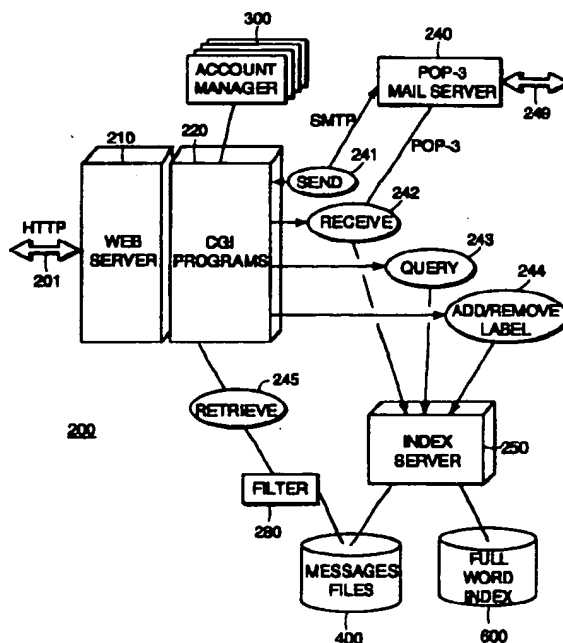 300
ACCOUNT
MANAGER
240
POP-3
MAIL SERVER
249
SMTP
POP-3
210
220
241
SEND
242
RECEIVE
HTTP
201
WEB
SERVER
CGI
PROGRAMS
243
QUERY
244
ADD/REMOVE
LABEL
245
RETRIEVE
200
INDEX
SERVER
250
FILTER
280
MESSAGES
FILES
400
FULL
WORD
INDEX
600